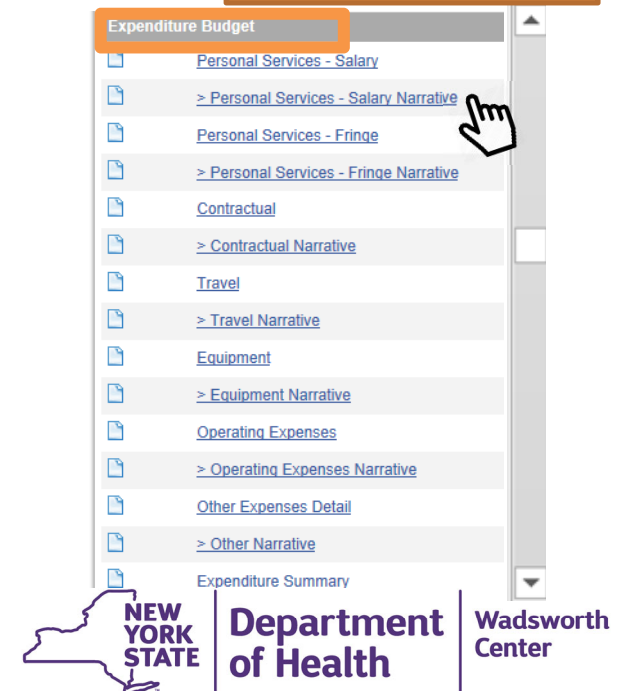 Expenditure Budget
Personal Services - Salary
> Personal Services - Salary Narrative
Personal Services - Fringe
> Personal Services - Fringe Narrative
Contractual
> Contractual Narrative
Travel
> Travel Narrative
Equipment
> Equipment Narrative
Operating Expenses
> Operating Expenses Narrative
Other Expenses Detail
> Other Narrative
Expenditure Summary
NEW
YORK
STATE
Department
of Health
Wadsworth
Center